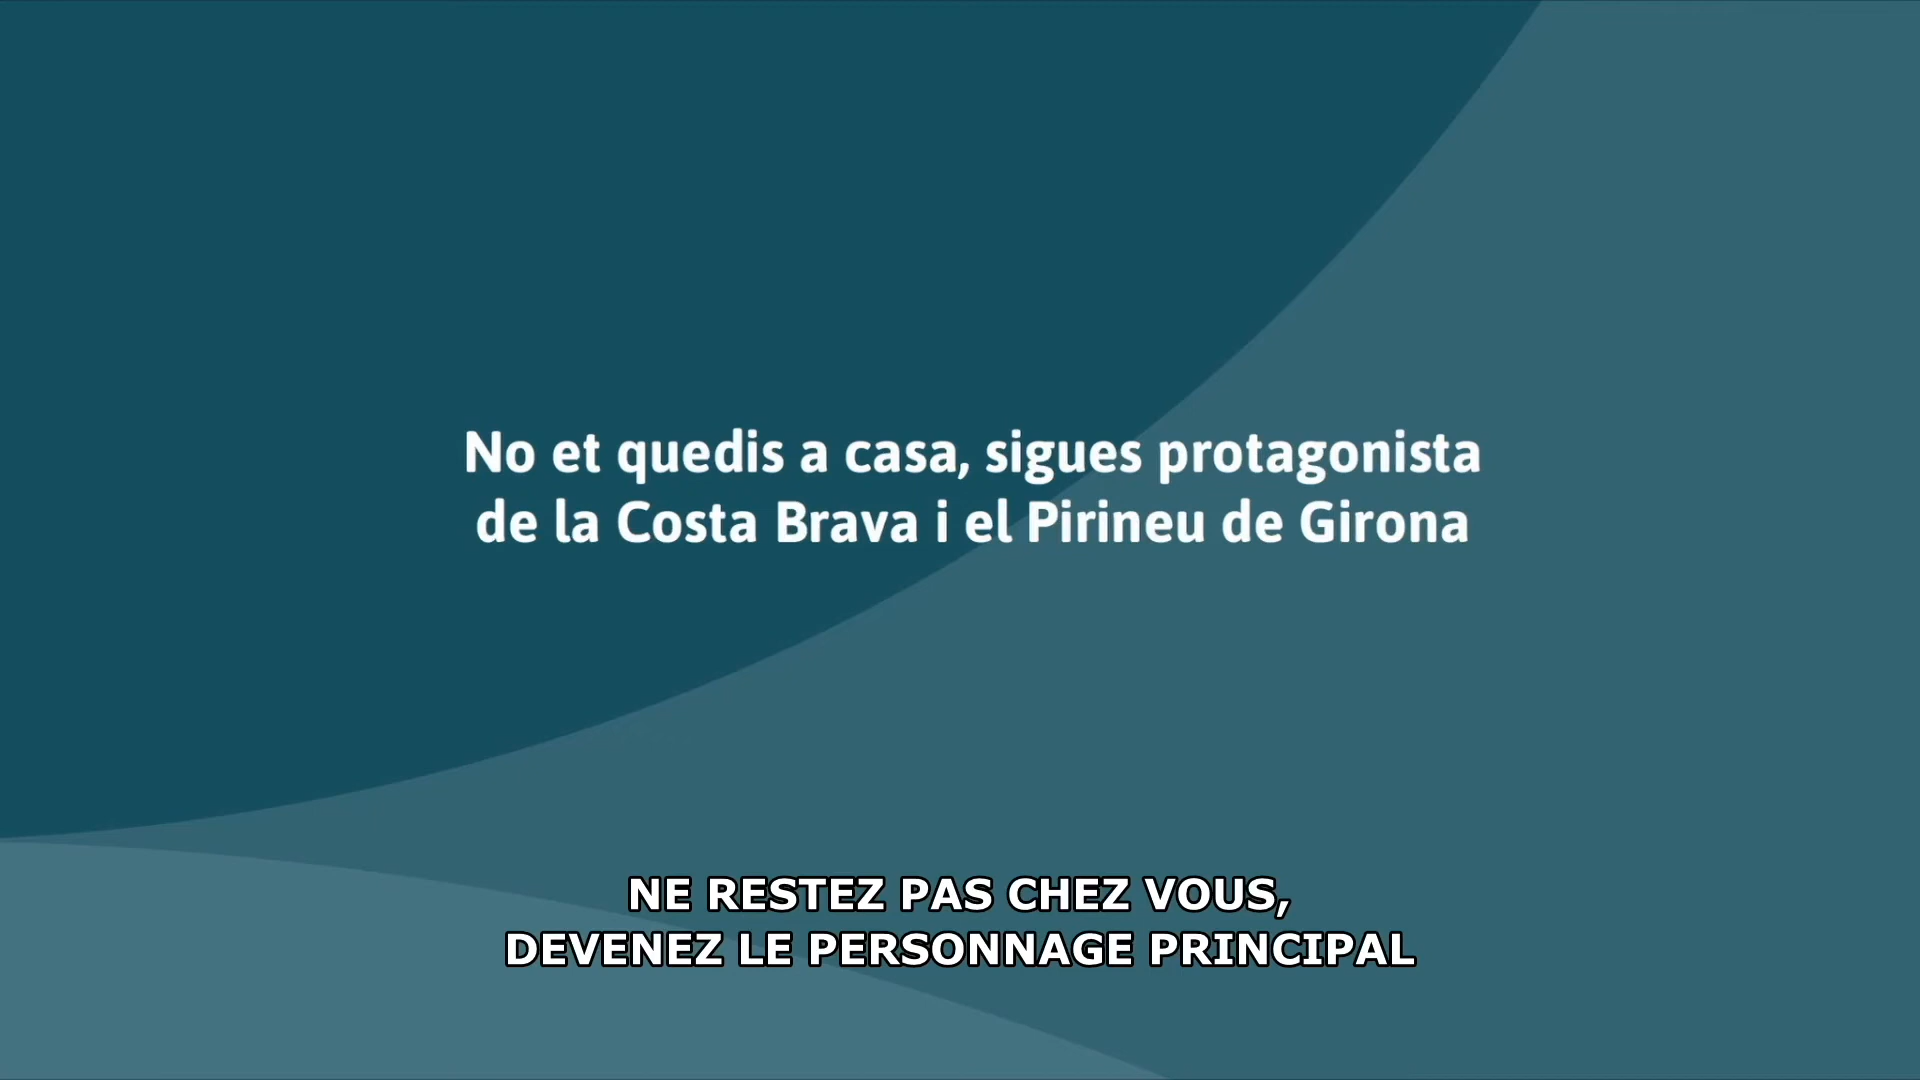 No et quedis a casa, sigues protagonista
de la Costa Brava i el Pirineu de Girona
NE RESTEZ PAS CHEZ VOUS,
DEVENEZ LE PERSONNAGE PRINCIPAL